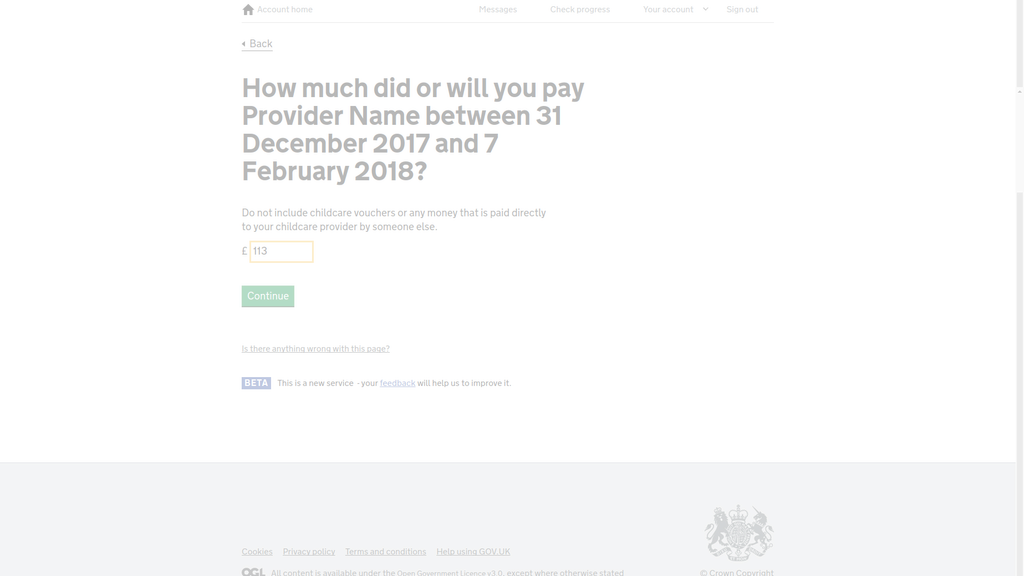 Account home Messages Check progress Your account Sign out
Back
How much did or will you pay
Provider Name between 31
December 2017 and 7
February 2018?
Do not include childcare vouchers or any money that is paid directly
to your childcare provider by someone else.
£ 113
Continue
Is there anything wrong with this page?
BETA This is a new service - your feedback will help us to improve it.
Cookies Privacy policy Terms and conditions Help using GOV.UK
OGL All content is available under the Open Government Licence v3.0, except where otherwise stated
© Crown Copyright